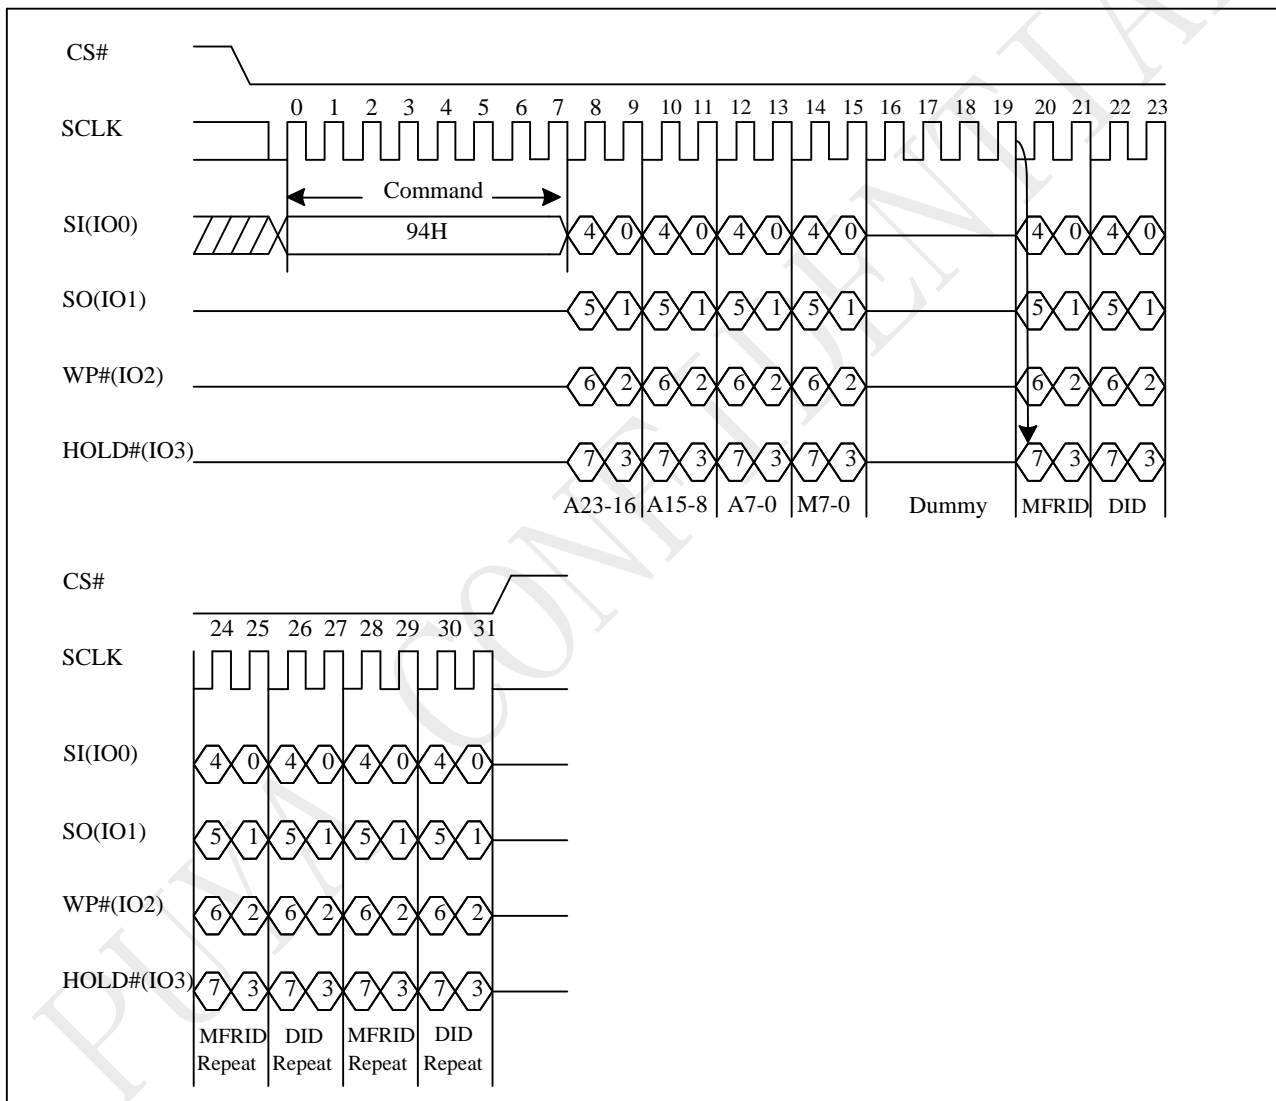 CS#
0 1 2 3 4 5 6 7 8 9 10 11 12 13 14 15 16 17 18 19 20 21 22 23
SCLK
Command
SI(IO0)
94H
4 0 4 0 4 0 4 0 4 0 4 0
SO(IO1)
5 1 5 1 5 1 5 1 5 1 5 1
WP#(IO2)
6 2 6 2 6 2 6 2 6 2 6 2
HOLD#(IO3)
7 3 7 3 7 3 7 3 7 3 7 3
A23-16 A15-8 A7-0 M7-0 Dummy MFRID DID
CS#
24 25 26 27 28 29 30 31
SCLK
SI(IO0)
4 0 4 0 4 0 4 0
SO(IO1)
5 1 5 1 5 1 5 1
WP#(IO2)
6 2 6 2 6 2 6 2
HOLD#(IO3)
7 3 7 3 7 3 7 3
MFRID DID MFRID DID
Repeat Repeat Repeat Repeat
PUYA CONFIDENTIAL